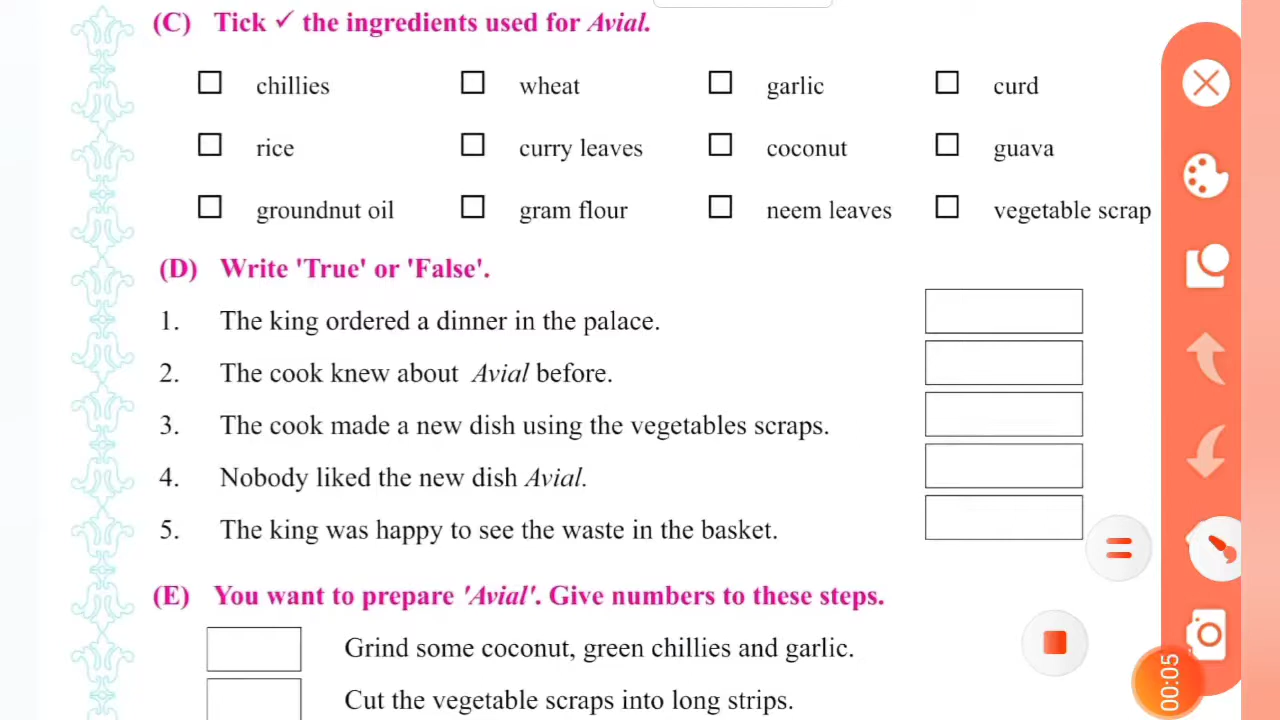 (C) Tick ✓ the ingredients used for Avial.
chillies wheat garlic curd
rice curry leaves coconut guava
groundnut oil gram flour neem leaves vegetable scrap
(D) Write 'True' or 'False'.
1. The king ordered a dinner in the palace.
2. The cook knew about Avial before.
3. The cook made a new dish using the vegetables scraps.
4. Nobody liked the new dish Avial.
5. The king was happy to see the waste in the basket.
(E) You want to prepare 'Avial'. Give numbers to these steps.
Grind some coconut, green chillies and garlic.
Cut the vegetable scraps into long strips.
00:05